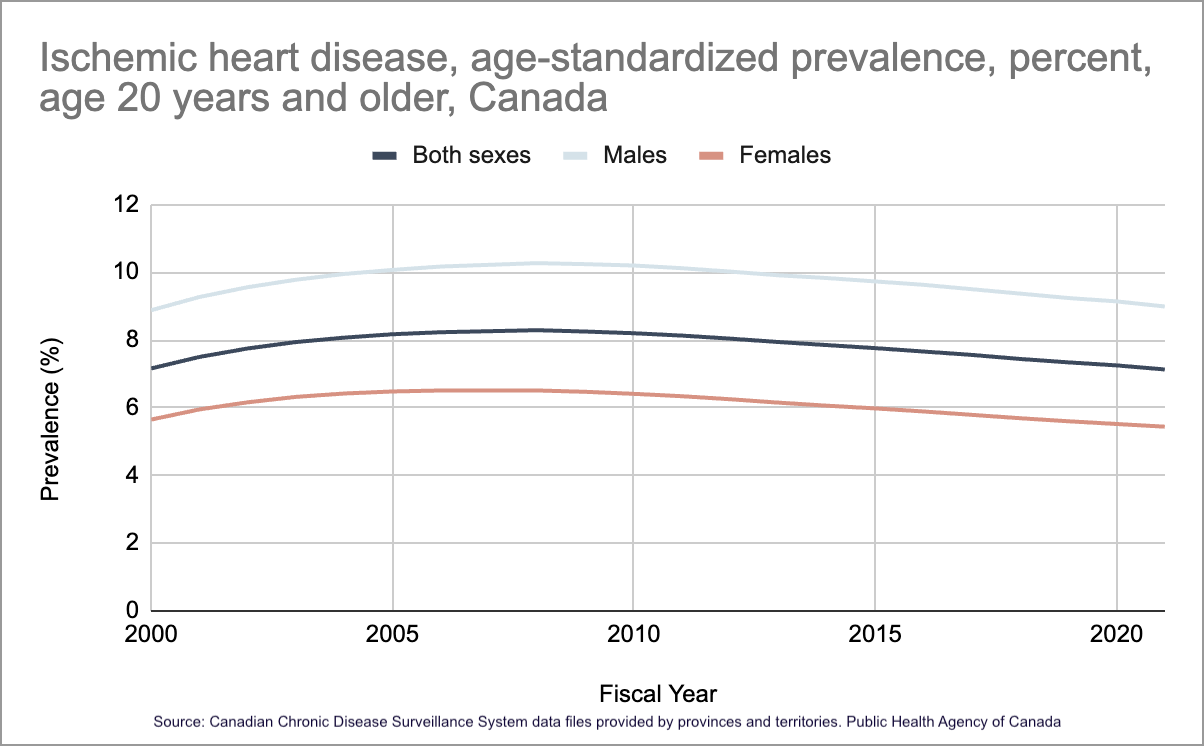 Ischemic heart disease, age-standardized prevalence, percent,
age 20 years and older, Canada
Both sexes Males Females
12
10
8
6
4
2
0
Prevalence (%)
2000 2005 2010 2015 2020
Fiscal Year
Source: Canadian Chronic Disease Surveillance System data files provided by provinces and territories. Public Health Agency of Canada